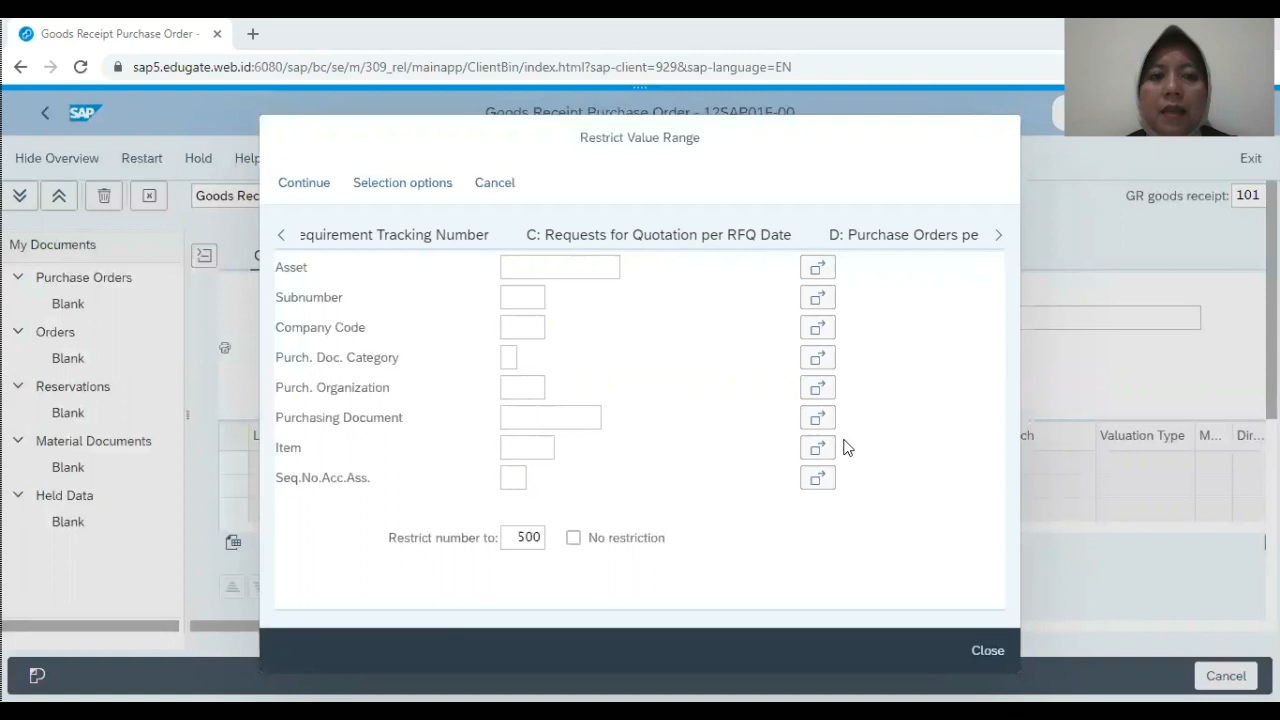 Goods Receipt Purchase Order -
sap5.edugate.web.id:6080/sap/bc/se/m/309_rel/mainapp/ClientBin/index.html?sap-client=929&sap-language=EN
SAP
Goods Receipt Purchase Order - 12SAP01F-00
Restrict Value Range
Hide Overview Restart Hold Help
Exit
Continue Selection options Cancel
Goods Rec
GR goods receipt: 101
equirement Tracking Number C: Requests for Quotation per RFQ Date D: Purchase Orders pe
My Documents
Purchase Orders
Blank
Orders
Blank
Reservations
Blank
Material Documents
Blank
Held Data
Blank
Asset
Subnumber
Company Code
Purch. Doc. Category
Purch. Organization
Purchasing Document
Item
Seq.No.Acc.Ass.
Restrict number to: 500 No restriction
L
ch Valuation Type M... Dir...
Close
Cancel